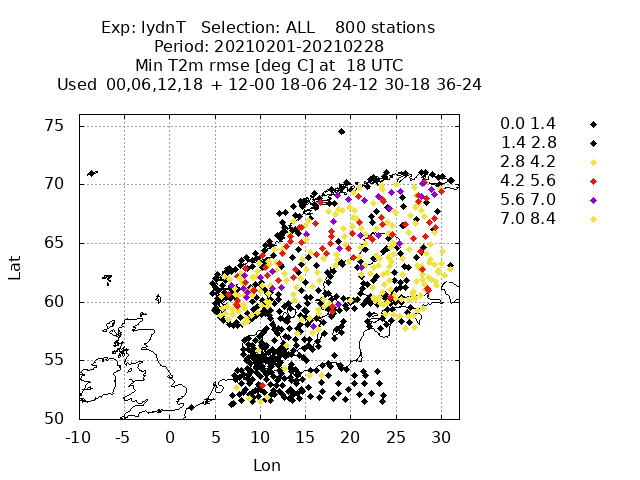 Exp: IydnT   Selection: ALL    800 stations
Period: 20210201-20210228
Min T2m rmse [deg C] at  18 UTC
Used  00,06,12,18  + 12-00 18-06 24-12 30-18 36-24
75
70
65
60
55
50
Lat
-10 -5 0 5 10 15 20 25 30
Lon
0.0 1.4
1.4 2.8
2.8 4.2
4.2 5.6
5.6 7.0
7.0 8.4